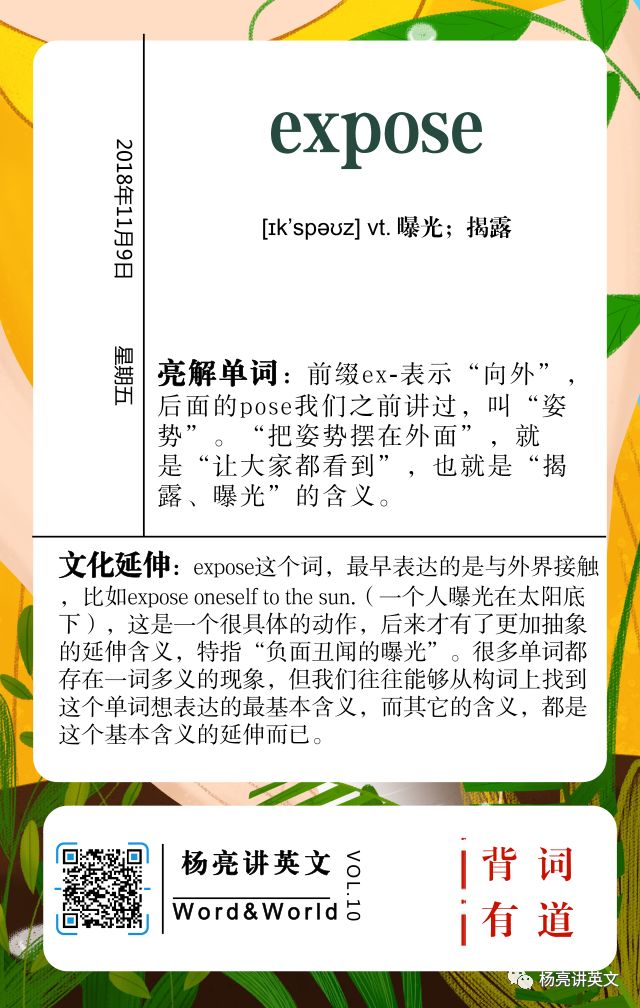 expose
[ɪk'spəʊz] vt. 曝光；揭露
2018年11月9日
星期五
亮解单词：前缀ex-表示“向外”，
后面的pose我们之前讲过，叫“姿
势”。“把姿势摆在外面”，就
是“让大家都看到”，也就是“揭
露、曝光”的含义。
文化延伸：expose这个词，最早表达的是与外界接触
，比如expose oneself to the sun.（一个人曝光在太阳底
下），这是一个很具体的动作，后来才有了更加抽象
的延伸含义，特指“负面丑闻的曝光”。很多单词都
存在一词多义的现象，但我们往往能够从构词上找到
这个单词想表达的最基本含义，而其它的含义，都是
这个基本含义的延伸而已。
杨亮讲英文
Word&World
VOL.10
背词
有道
杨亮讲英文